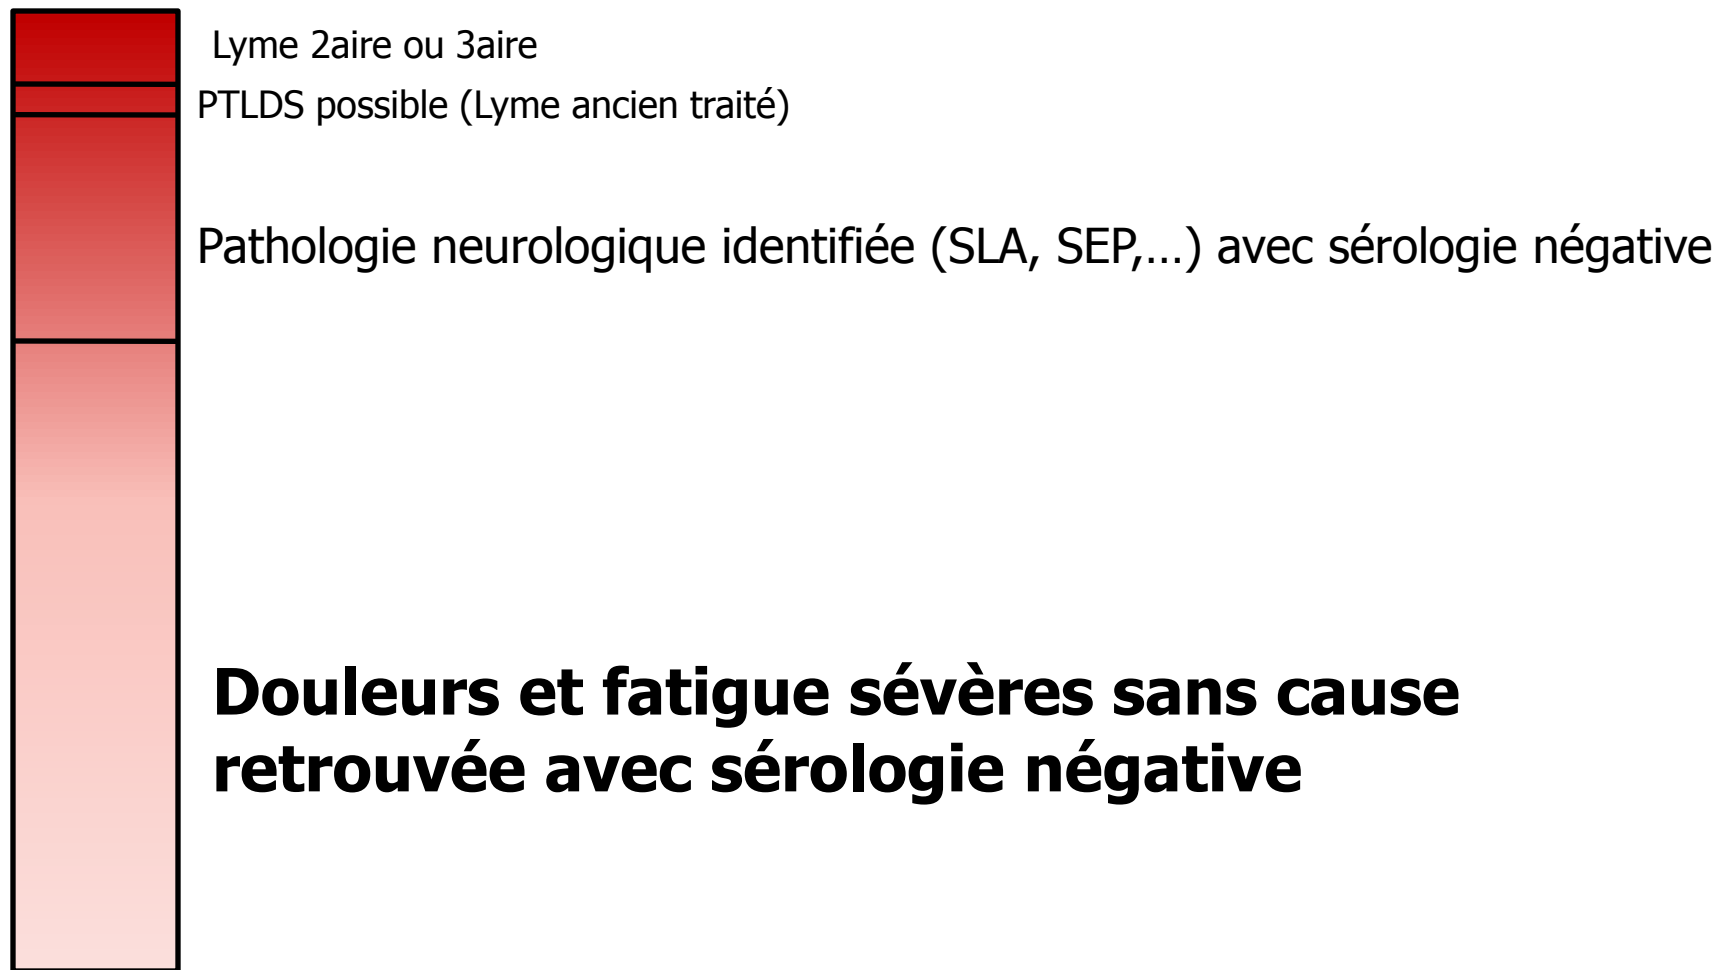 Lyme 2aire ou 3aire
PTLDS possible (Lyme ancien traité)
Pathologie neurologique identifiée (SLA, SEP,…) avec sérologie négative
Douleurs et fatigue sévères sans cause
retrouvée avec sérologie négative